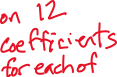 on 12
coefficients
for each of